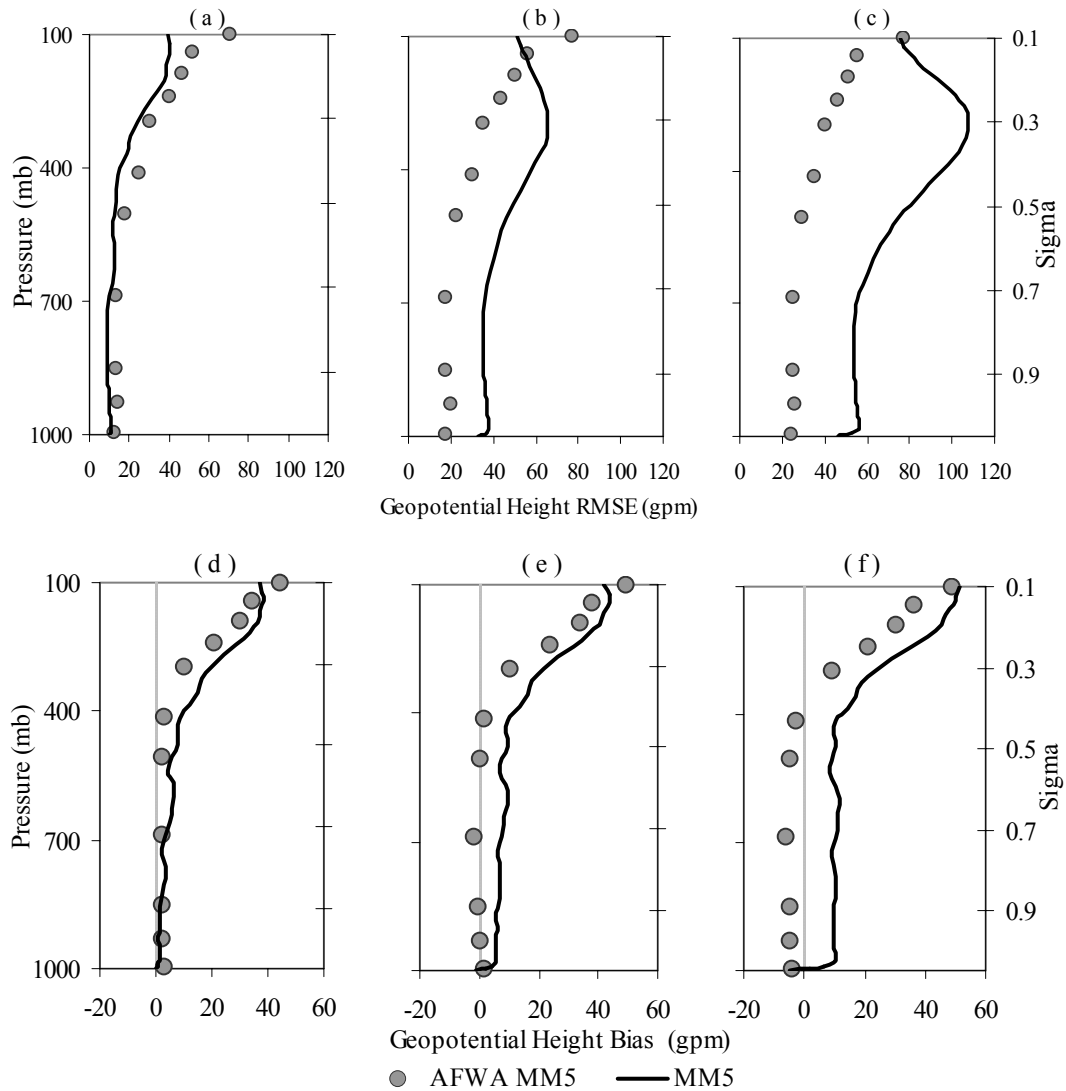 ( a )
( b )
( c )
100
400
700
1000
Pressure (mb)
0.1
0.3
0.5
0.7
0.9
Sigma
0 20 40 60 80 100 120
0 20 40 60 80 100 120
0 20 40 60 80 100 120
Geopotential Height RMSE (gpm)
( d )
( e )
( f )
100
400
700
1000
Pressure (mb)
0.1
0.3
0.5
0.7
0.9
Sigma
-20 0 20 40 60
-20 0 20 40 60
-20 0 20 40 60
Geopotential Height Bias (gpm)
AFWA MM5 MM5